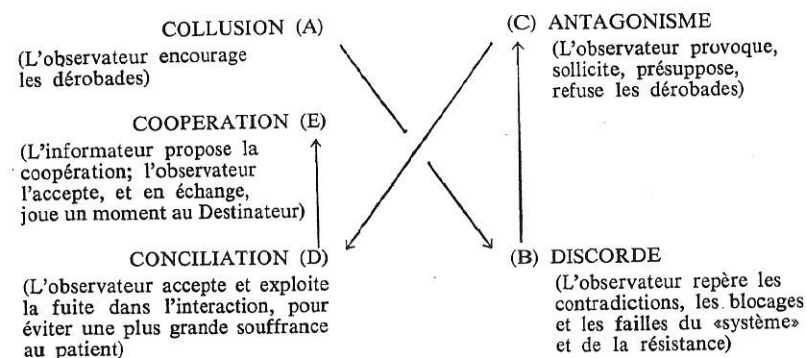 COLLUSION (A)
(L'observateur encourage
les dérobades)
(C) ANTAGONISME
(L'observateur provoque,
sollicite, présuppose,
refuse les dérobades)
COOPERATION (E)
(L'informateur propose la
coopération; l'observateur
l'accepte, et en échange,
joue un moment au Destinateur)
CONCILIATION (D)
(L'observateur accepte et exploite
la fuite dans l'interaction, pour
éviter une plus grande souffrance
au patient)
(B) DISCORDE
(L'observateur repère les
contradictions, les blocages
et les failles du «système»
et de la résistance)